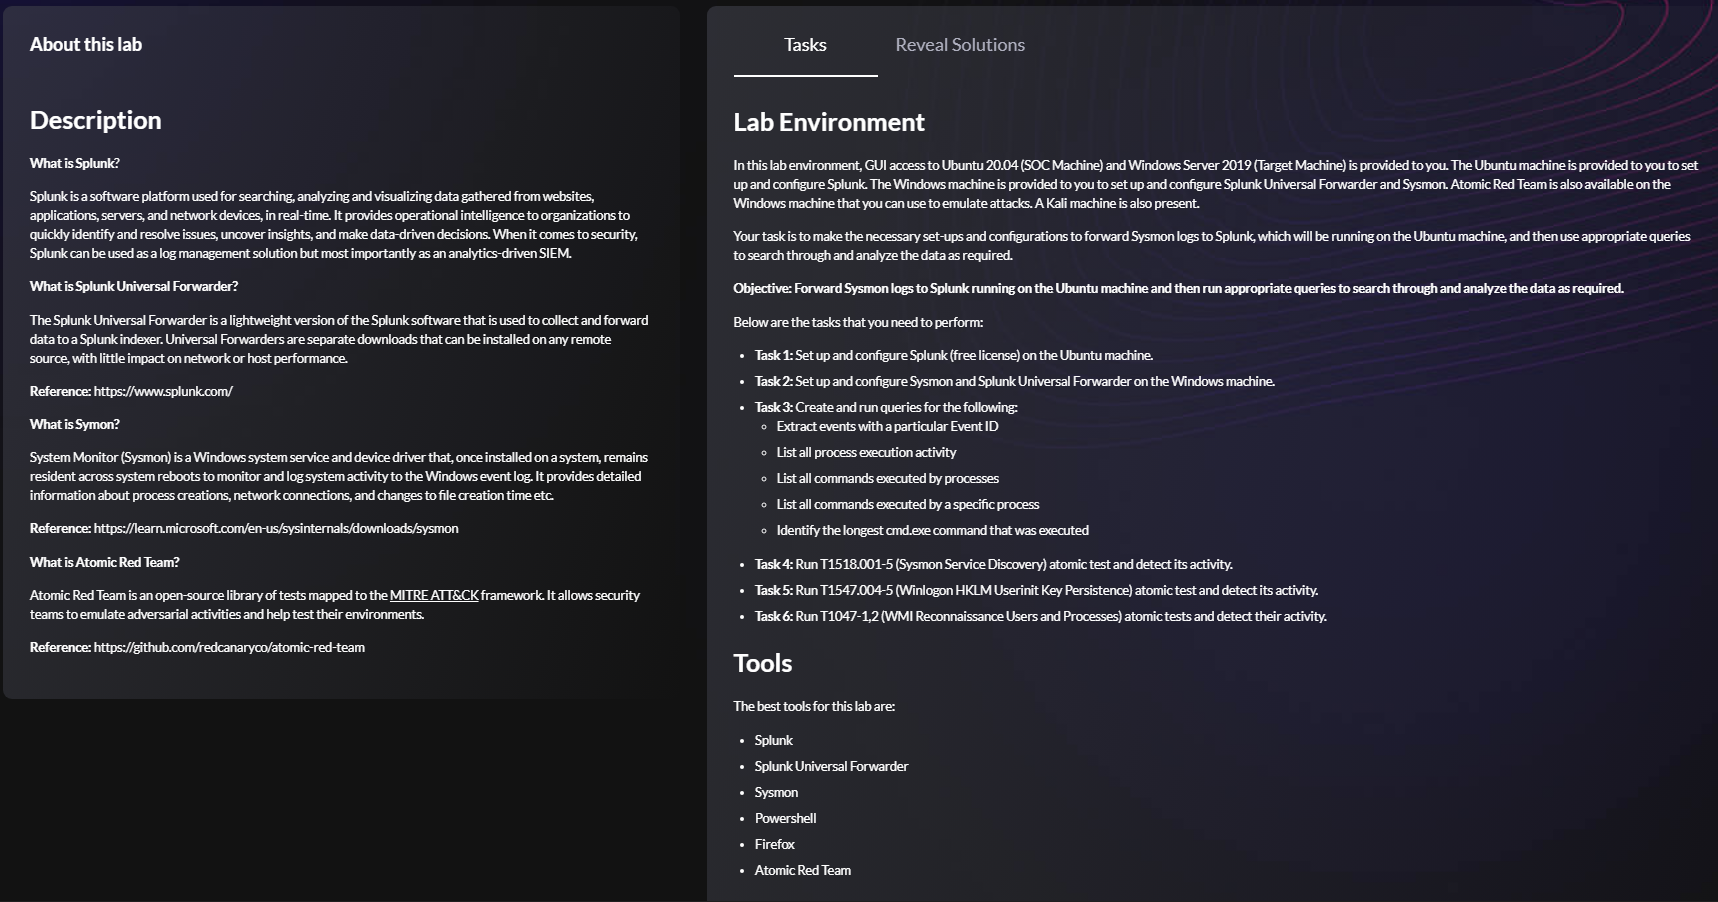 About this lab
Description
What is Splunk?
Splunk is a software platform used for searching, analyzing and visualizing data gathered from websites,
applications, servers, and network devices, in real-time. It provides operational intelligence to organizations to
quickly identify and resolve issues, uncover insights, and make data-driven decisions. When it comes to security,
Splunk can be used as a log management solution but most importantly as an analytics-driven SIEM.
What is Splunk Universal Forwarder?
The Splunk Universal Forwarder is a lightweight version of the Splunk software that is used to collect and forward
data to a Splunk indexer. Universal Forwarders are separate downloads that can be installed on any remote
source, with little impact on network or host performance.
Reference: https://www.splunk.com/
What is Symon?
System Monitor (Sysmon) is a Windows system service and device driver that, once installed on a system, remains
resident across system reboots to monitor and log system activity to the Windows event log. It provides detailed
information about process creations, network connections, and changes to file creation time etc.
Reference: https://learn.microsoft.com/en-us/sysinternals/downloads/sysmon
What is Atomic Red Team?
Atomic Red Team is an open-source library of tests mapped to the MITRE ATT&CK framework. It allows security
teams to emulate adversarial activities and help test their environments.
Reference: https://github.com/redcanaryco/atomic-red-team
Tasks
Reveal Solutions
Lab Environment
In this lab environment, GUI access to Ubuntu 20.04 (SOC Machine) and Windows Server 2019 (Target Machine) is provided to you. The Ubuntu machine is provided to you to set
up and configure Splunk. The Windows machine is provided to you to set up and configure Splunk Universal Forwarder and Sysmon. Atomic Red Team is also available on the
Windows machine that you can use to emulate attacks. A Kali machine is also present.
Your task is to make the necessary set-ups and configurations to forward Sysmon logs to Splunk, which will be running on the Ubuntu machine, and then use appropriate queries
to search through and analyze the data as required.
Objective: Forward Sysmon logs to Splunk running on the Ubuntu machine and then run appropriate queries to search through and analyze the data as required.
Below are the tasks that you need to perform:
• Task 1: Set up and configure Splunk (free license) on the Ubuntu machine.
• Task 2: Set up and configure Sysmon and Splunk Universal Forwarder on the Windows machine.
• Task 3: Create and run queries for the following:
◦ Extract events with a particular Event ID
◦ List all process execution activity
◦ List all commands executed by processes
◦ List all commands executed by a specific process
◦ Identify the longest cmd.exe command that was executed
• Task 4: Run T1518.001-5 (Sysmon Service Discovery) atomic test and detect its activity.
• Task 5: Run T1547.004-5 (Winlogon HKLM Userinit Key Persistence) atomic test and detect its activity.
• Task 6: Run T1047-1,2 (WMI Reconnaissance Users and Processes) atomic tests and detect their activity.
Tools
The best tools for this lab are:
• Splunk
• Splunk Universal Forwarder
• Sysmon
• Powershell
• Firefox
• Atomic Red Team